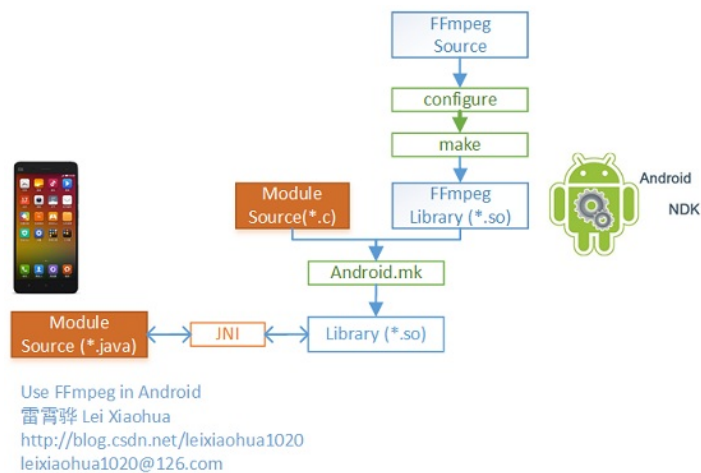 FFmpeg
Source
configure
make
Module
Source(*.c)
FFmpeg
Library (*.so)
Android
NDK
Android.mk
Module
Source (*.java)
JNI
Library (*.so)
Use FFmpeg in Android
雷霄骅 Lei Xiaohua
http://blog.csdn.net/leixiaohua1020
leixiaohua1020@126.com